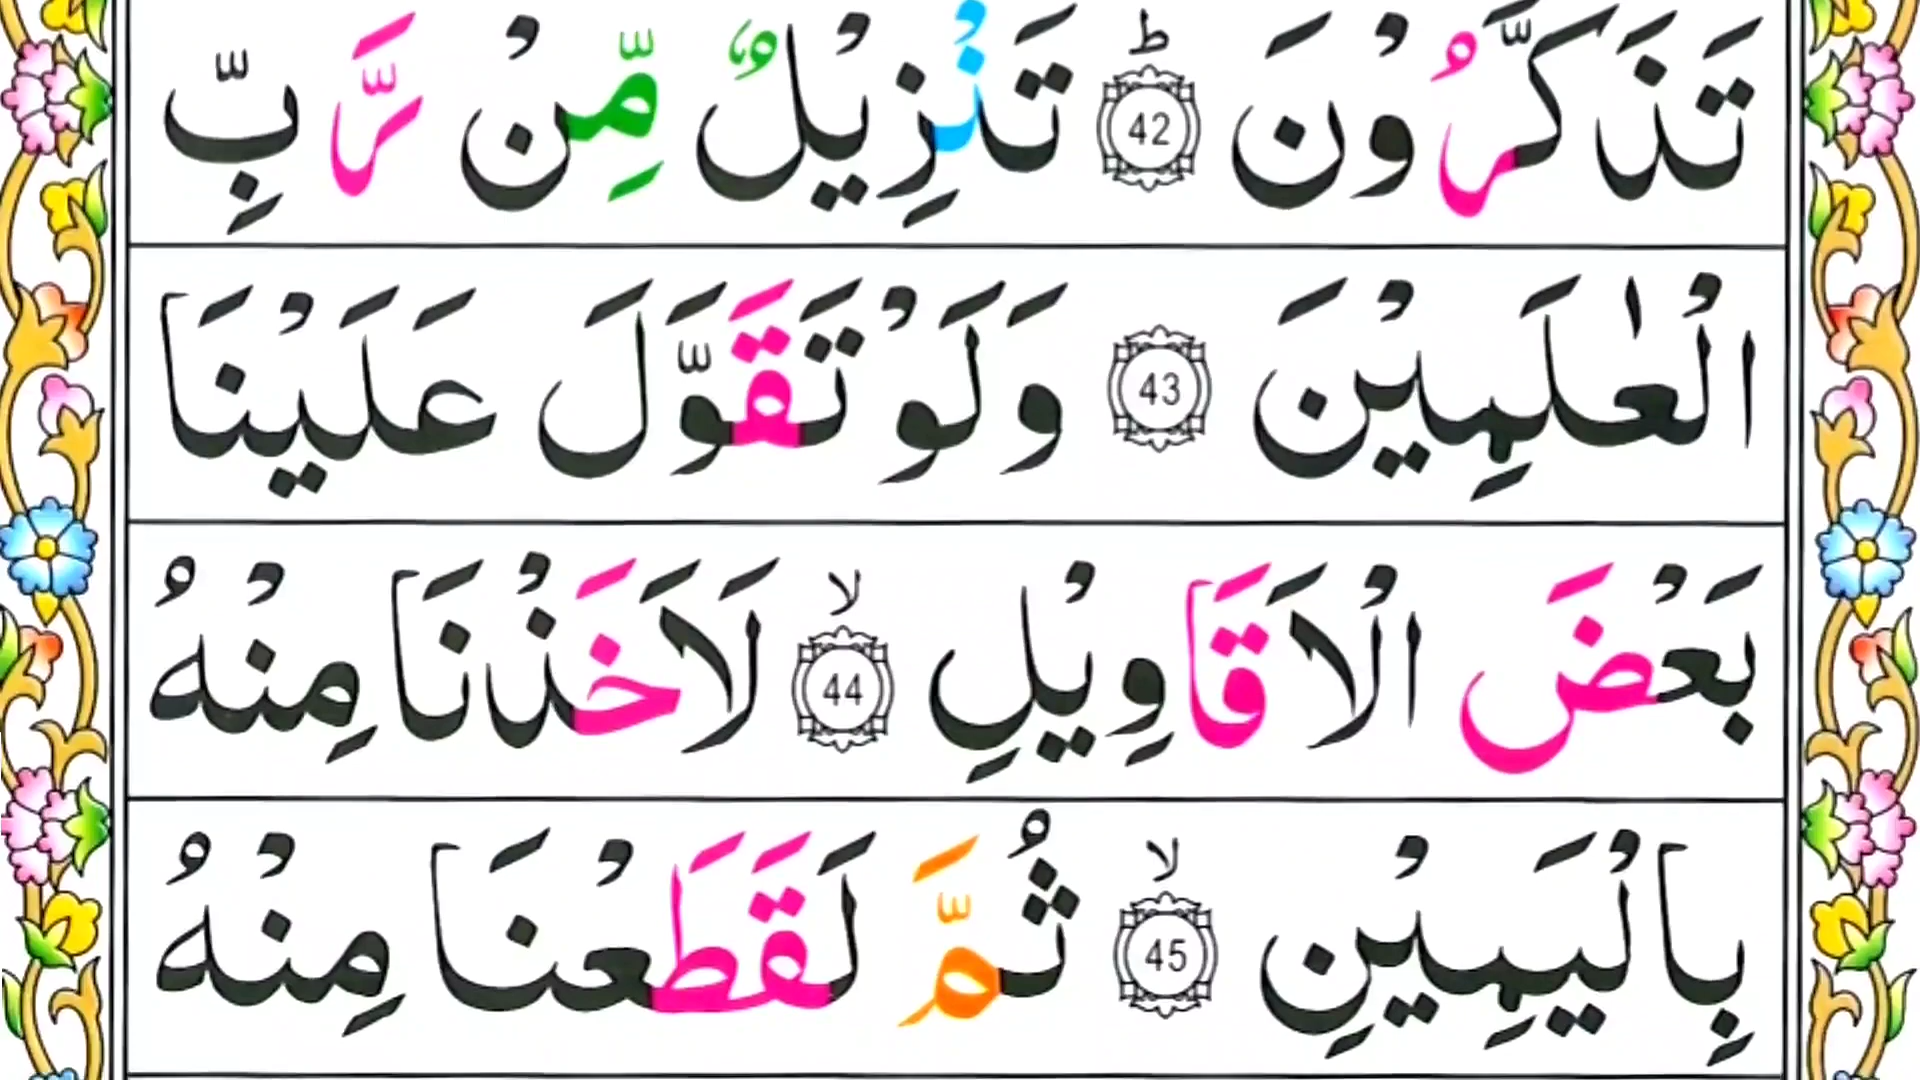 تَذَكَّرُوْنَ ؕ 42 تَنْزِيْلٌ مِّنْ رَّبِّ
الْعٰلَمِيْنَ 43 وَلَوْ تَقَوَّلَ عَلَيْنَا
بَعْضَ الْاَقَاوِيْلِ ۙ 44 لَاَخَذْنَا مِنْهُ
بِالْيَمِيْنِ ۙ 45 ثُمَّ لَقَطَعْنَا مِنْهُ